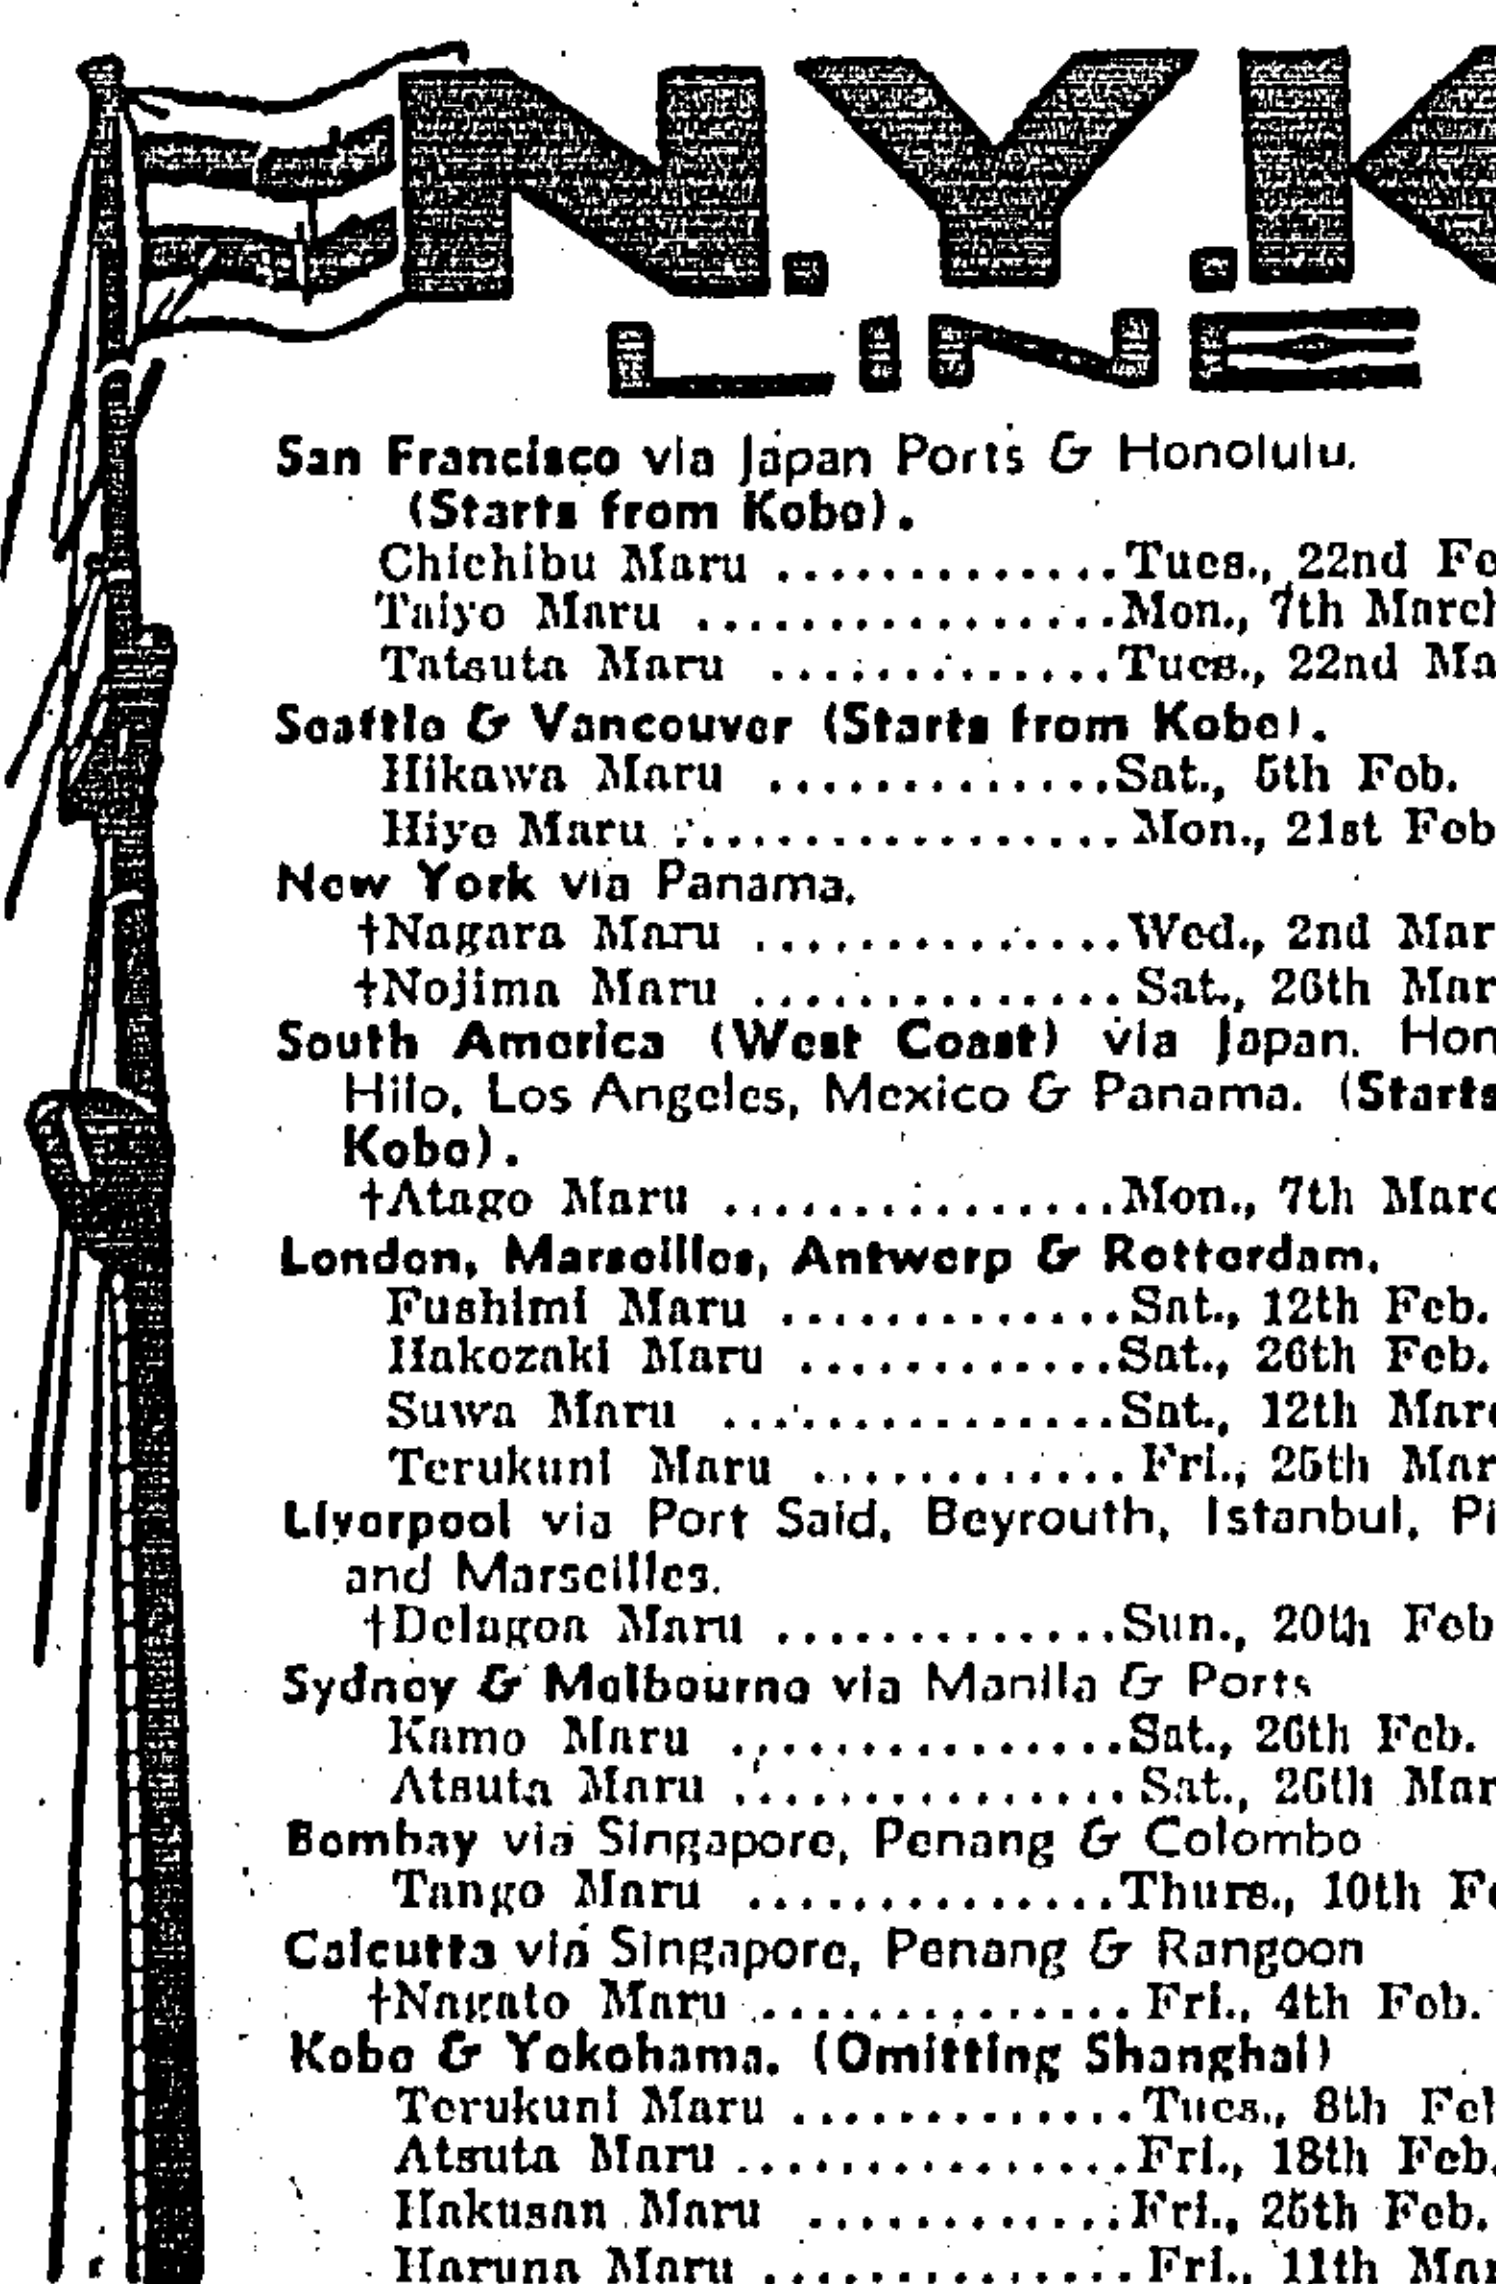 N.Y.K
LINE
San Francisco via Japan Ports & Honolulu.
(Starts from Kobe).
Chichibu Maru .............Tues., 22nd Fe
Taiyo Maru ................Mon., 7th March
Tatsuta Maru .............Tues., 22nd Ma
Seattle & Vancouver (Starts from Kobe).
Hikawa Maru .............Sat., 5th Feb.
Hiye Maru .................Mon., 21st Feb
New York via Panama.
†Nagara Maru ..............Wed., 2nd Mar
†Nojima Maru ..............Sat., 26th Mar
South America (West Coast) via Japan. Hon
Hilo, Los Angeles, Mexico & Panama. (Starts
Kobe).
†Atago Maru ...............Mon., 7th Marc
London, Marseilles, Antwerp & Rotterdam.
Fushimi Maru .............Sat., 12th Feb.
Hakozaki Maru ............Sat., 26th Feb.
Suwa Maru ...............Sat., 12th Marc
Terukuni Maru ............Fri., 25th Mar
Liverpool via Port Said, Beyrouth, Istanbul, Pi
and Marseilles.
†Delagoa Maru .............Sun., 20th Feb
Sydney & Melbourne via Manila & Ports
Kamo Maru ...............Sat., 26th Feb.
Atsuta Maru ...............Sat., 26th Mar
Bombay via Singapore, Penang & Colombo
Tango Maru ..............Thurs., 10th Fe
Calcutta via Singapore, Penang & Rangoon
†Nagato Maru ..............Fri., 4th Feb.
Kobe & Yokohama. (Omitting Shanghai)
Terukuni Maru .............Tues., 8th Feb
Atsuta Maru ...............Fri., 18th Feb.
Hakusan Maru ............Fri., 25th Feb.
Haruna Maru ..............Fri., 11th Mar